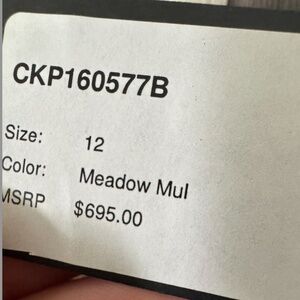 CKP160577B
Size: 12
Color: Meadow Mul
MSRP $695.00